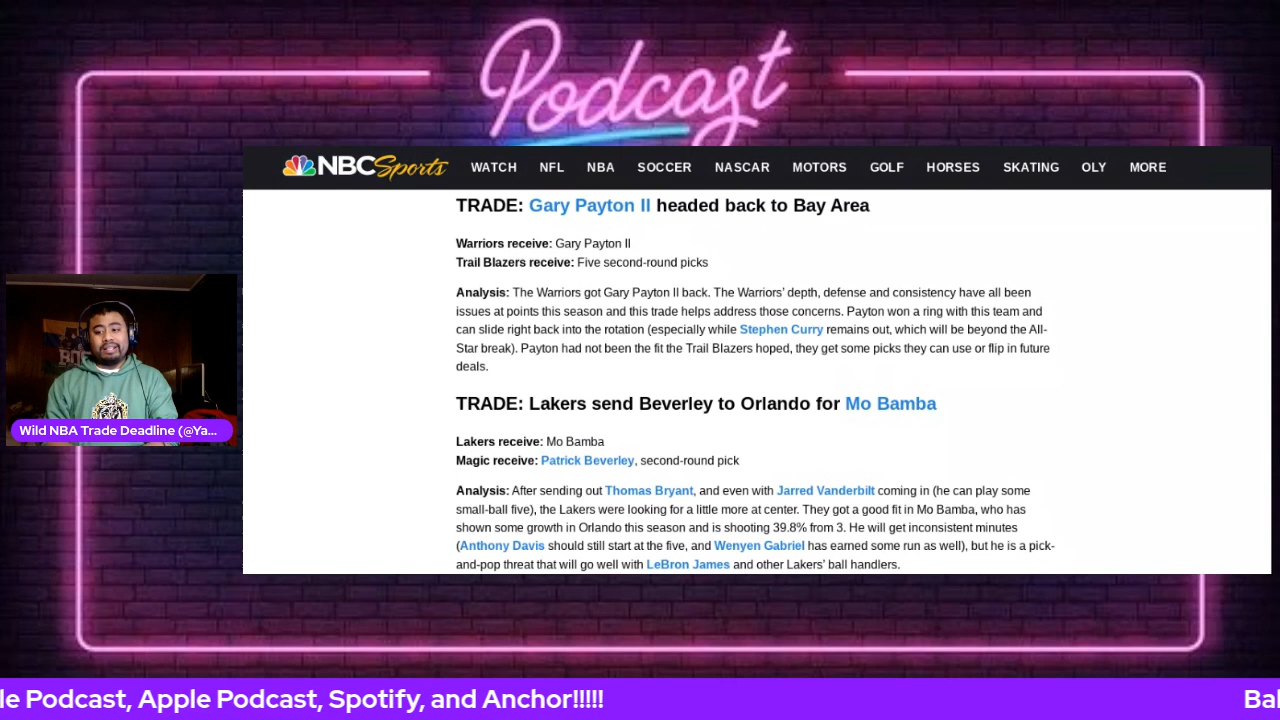 Podcast
NBC Sports WATCH NFL NBA SOCCER NASCAR MOTORS GOLF HORSES SKATING OLY MORE
TRADE: Gary Payton II headed back to Bay Area
Warriors receive: Gary Payton II
Trail Blazers receive: Five second-round picks
Analysis: The Warriors got Gary Payton II back. The Warriors’ depth, defense and consistency have all been
issues at points this season and this trade helps address those concerns. Payton won a ring with this team and
can slide right back into the rotation (especially while Stephen Curry remains out, which will be beyond the All-
Star break). Payton had not been the fit the Trail Blazers hoped, they get some picks they can use or flip in future
deals.
TRADE: Lakers send Beverley to Orlando for Mo Bamba
Lakers receive: Mo Bamba
Magic receive: Patrick Beverley, second-round pick
Analysis: After sending out Thomas Bryant, and even with Jarred Vanderbilt coming in (he can play some
small-ball five), the Lakers were looking for a little more at center. They got a good fit in Mo Bamba, who has
shown some growth in Orlando this season and is shooting 39.8% from 3. He will get inconsistent minutes
(Anthony Davis should still start at the five, and Wenyen Gabriel has earned some run as well), but he is a pick-
and-pop threat that will go well with LeBron James and other Lakers’ ball handlers.
Wild NBA Trade Deadline (@Ya...
le Podcast, Apple Podcast, Spotify, and Anchor!!!!! Bal